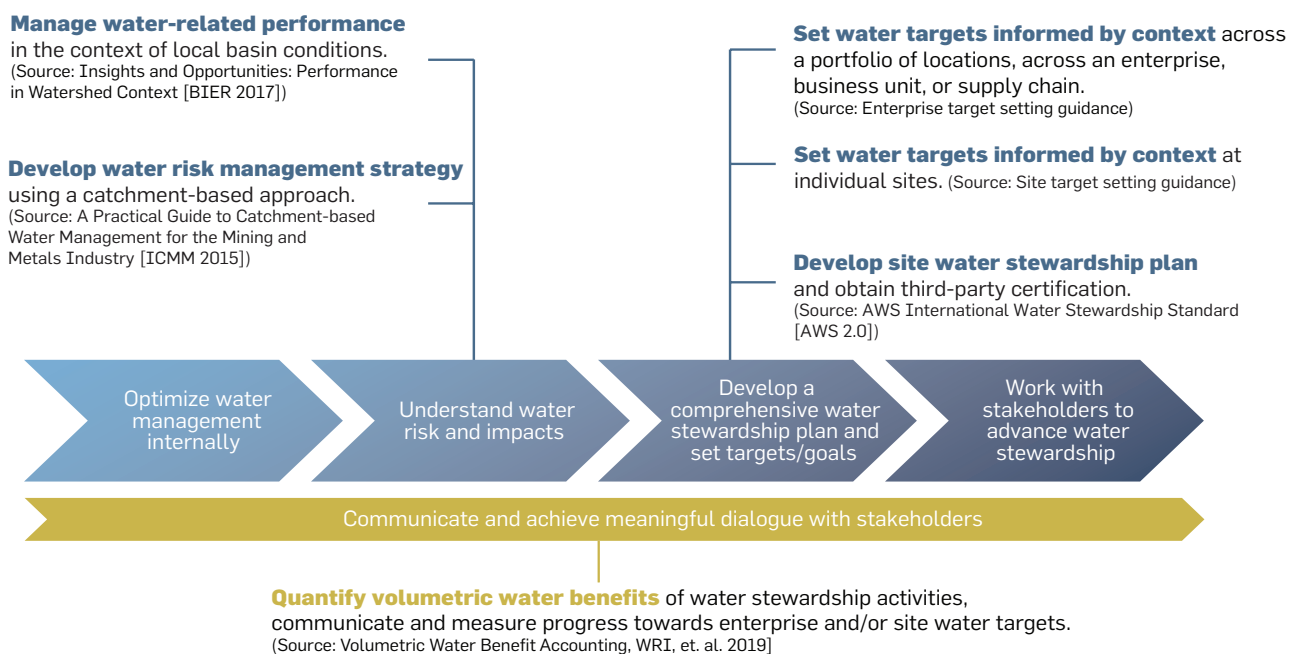 Manage water-related performance
in the context of local basin conditions.
(Source: Insights and Opportunities: Performance
in Watershed Context [BIER 2017])
Develop water risk management strategy
using a catchment-based approach.
(Source: A Practical Guide to Catchment-based
Water Management for the Mining and
Metals Industry [ICMM 2015])
Set water targets informed by context across
a portfolio of locations, across an enterprise,
business unit, or supply chain.
(Source: Enterprise target setting guidance)
Set water targets informed by context at
individual sites. (Source: Site target setting guidance)
Develop site water stewardship plan
and obtain third-party certification.
(Source: AWS International Water Stewardship Standard
[AWS 2.0])
Optimize water
management
internally
Understand water
risk and impacts
Develop a
comprehensive water
stewardship plan and
set targets/goals
Work with
stakeholders to
advance water
stewardship
Communicate and achieve meaningful dialogue with stakeholders
Quantify volumetric water benefits of water stewardship activities,
communicate and measure progress towards enterprise and/or site water targets.
(Source: Volumetric Water Benefit Accounting, WRI, et. al. 2019]